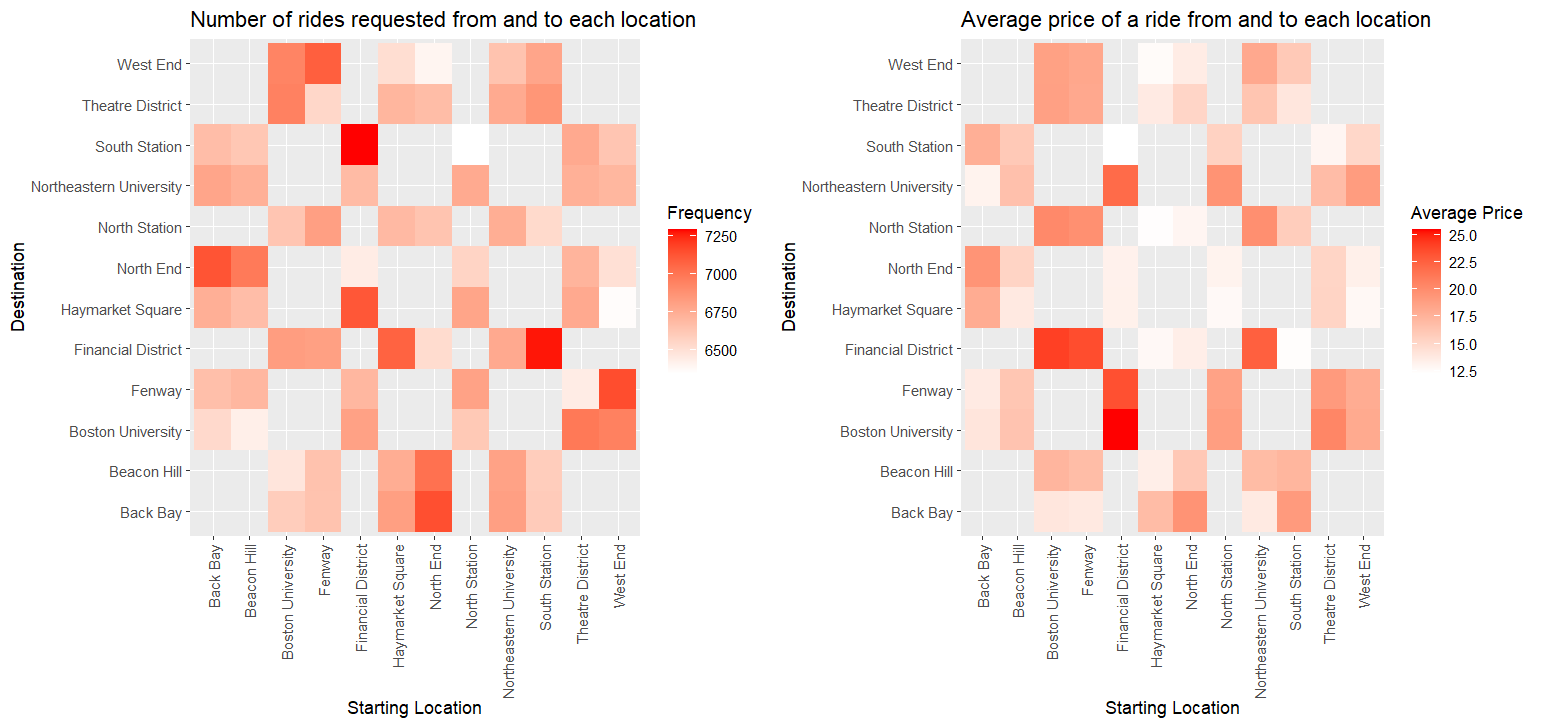 Number of rides requested from and to each location
West End
Theatre District
South Station
Northeastern University
North Station
North End
Haymarket Square
Financial District
Fenway
Boston University
Beacon Hill
Back Bay
Destination
Back Bay
Beacon Hill
Boston University
Fenway
Financial District
Haymarket Square
North End
North Station
Northeastern University
South Station
Theatre District
West End
Starting Location
Frequency
7250
7000
6750
6500
Average price of a ride from and to each location
West End
Theatre District
South Station
Northeastern University
North Station
North End
Haymarket Square
Financial District
Fenway
Boston University
Beacon Hill
Back Bay
Destination
Back Bay
Beacon Hill
Boston University
Fenway
Financial District
Haymarket Square
North End
North Station
Northeastern University
South Station
Theatre District
West End
Starting Location
Average Price
25.0
22.5
20.0
17.5
15.0
12.5